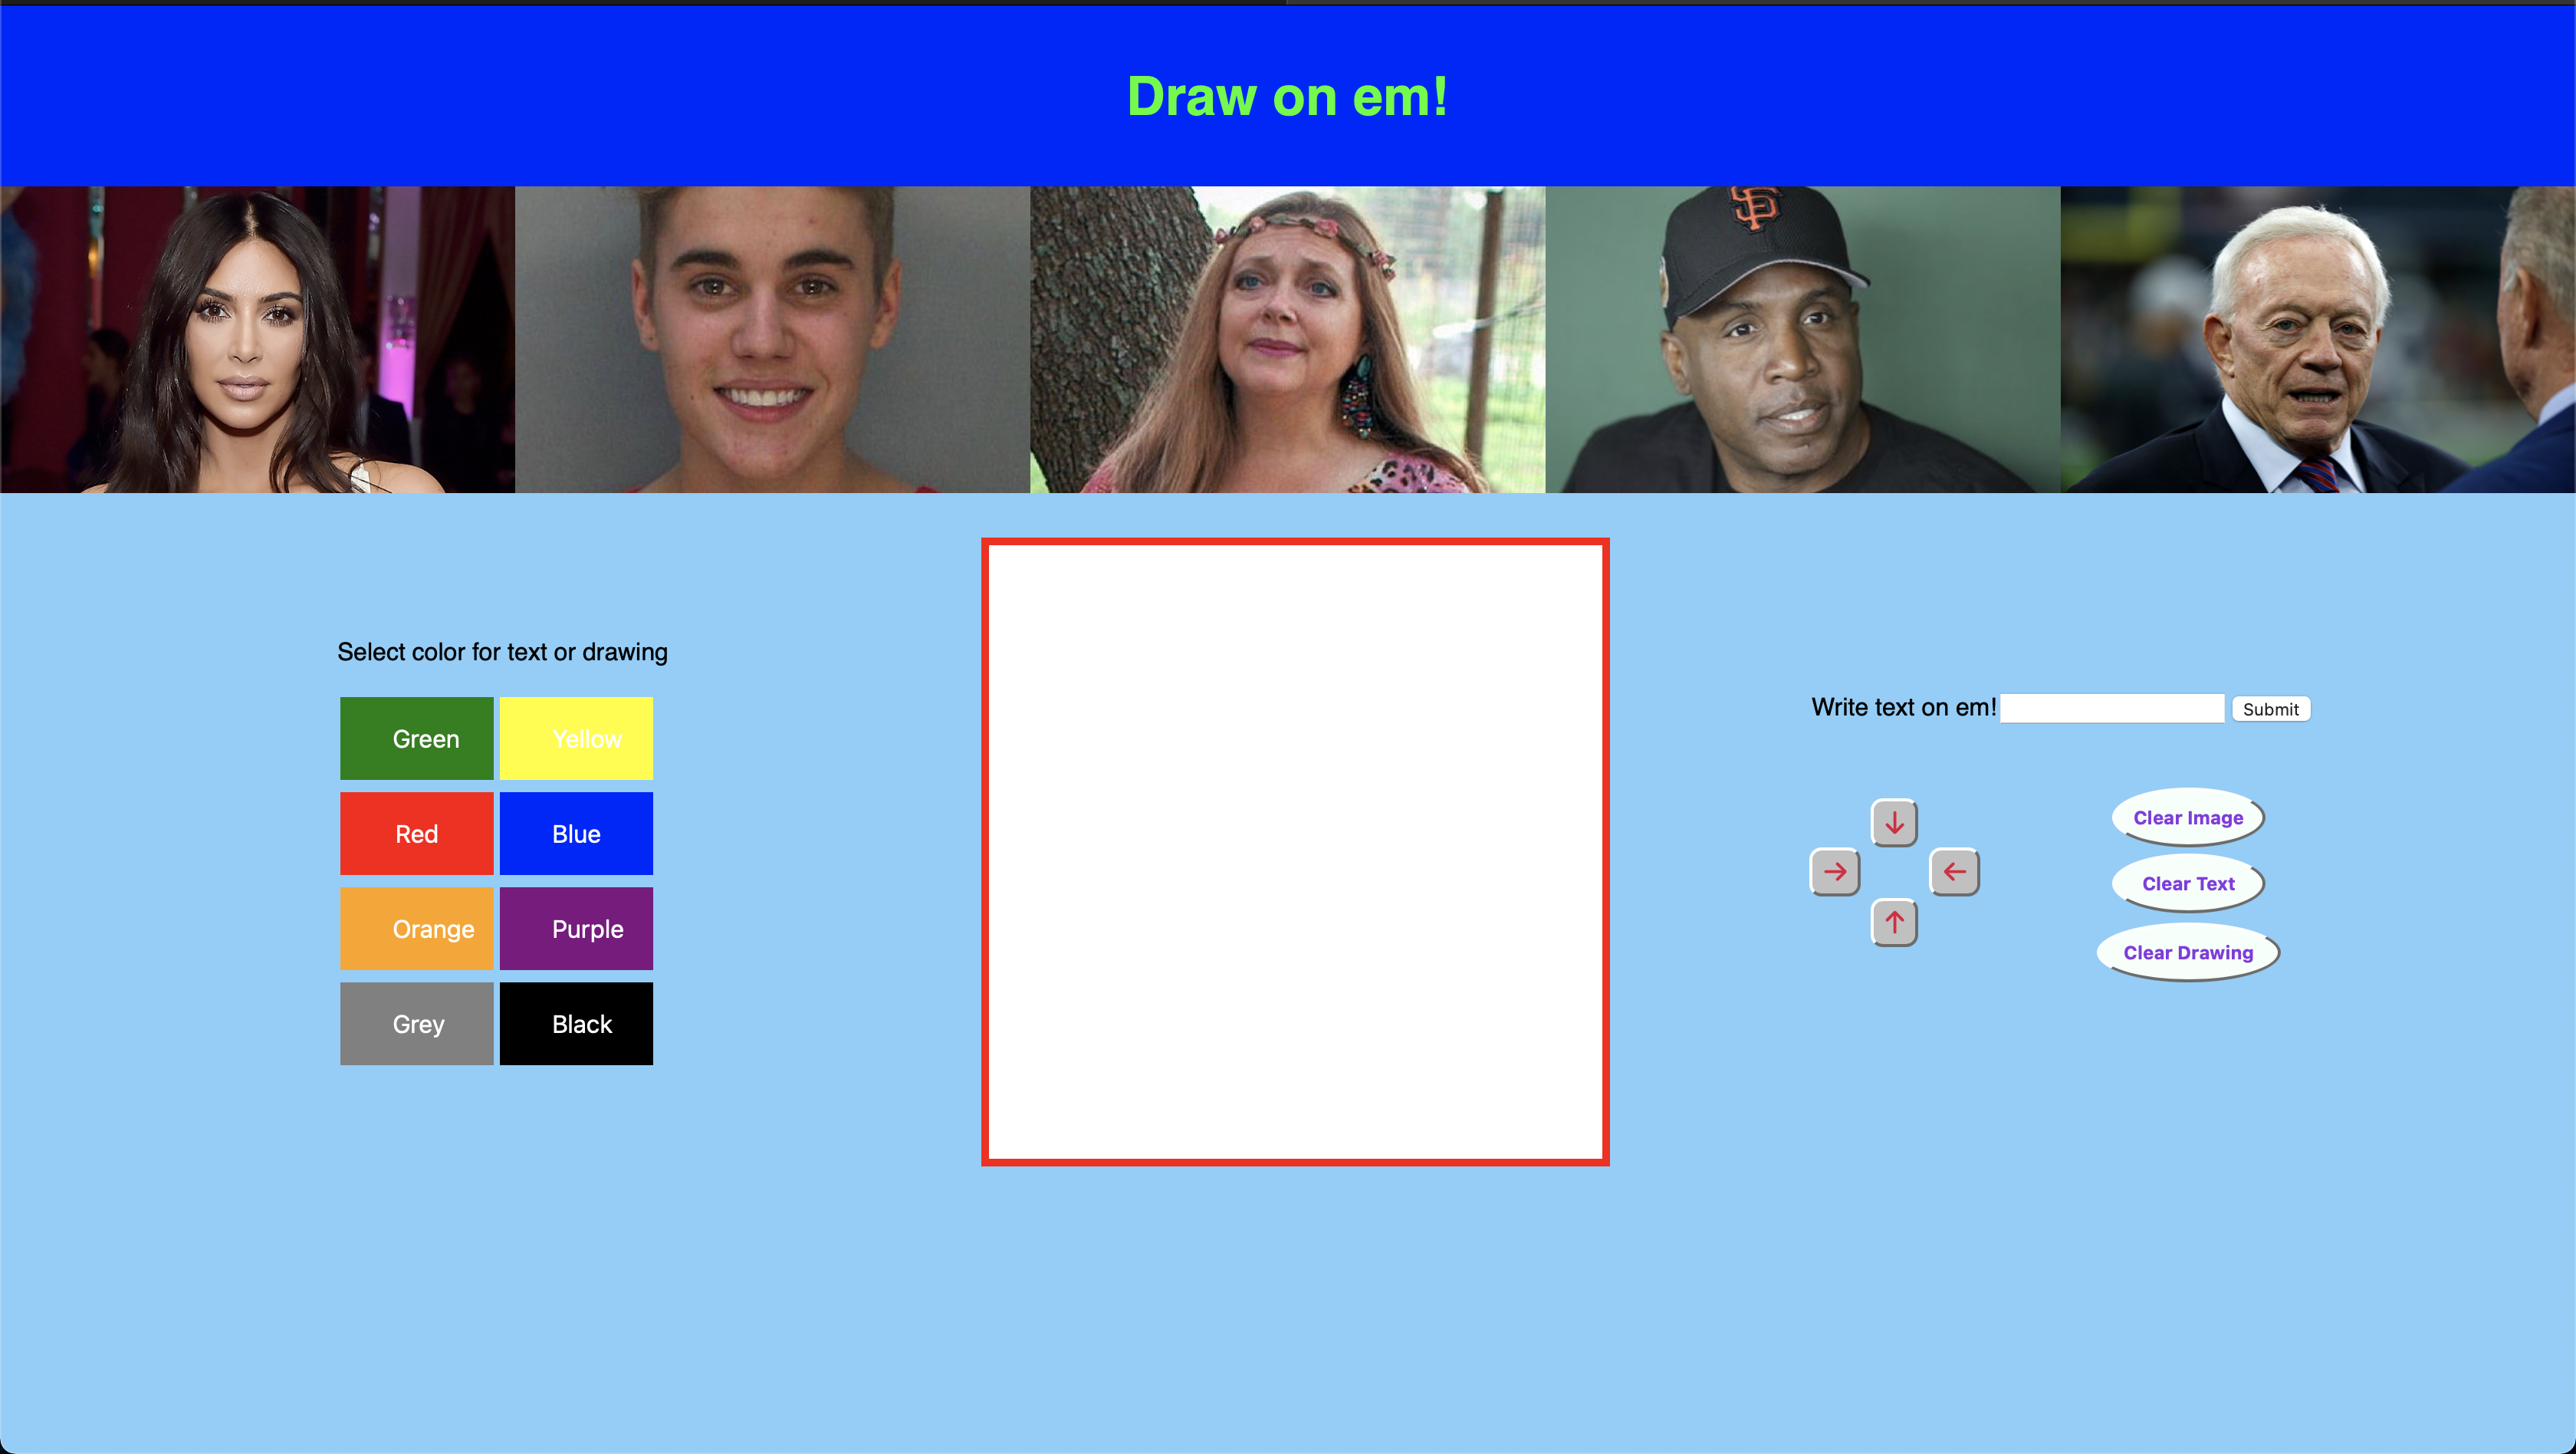 Draw on em!
SF
Select color for text or drawing
Green
Yellow
Red
Blue
Orange
Purple
Grey
Black
Write text on em!
Submit
Clear Image
Clear Text
Clear Drawing